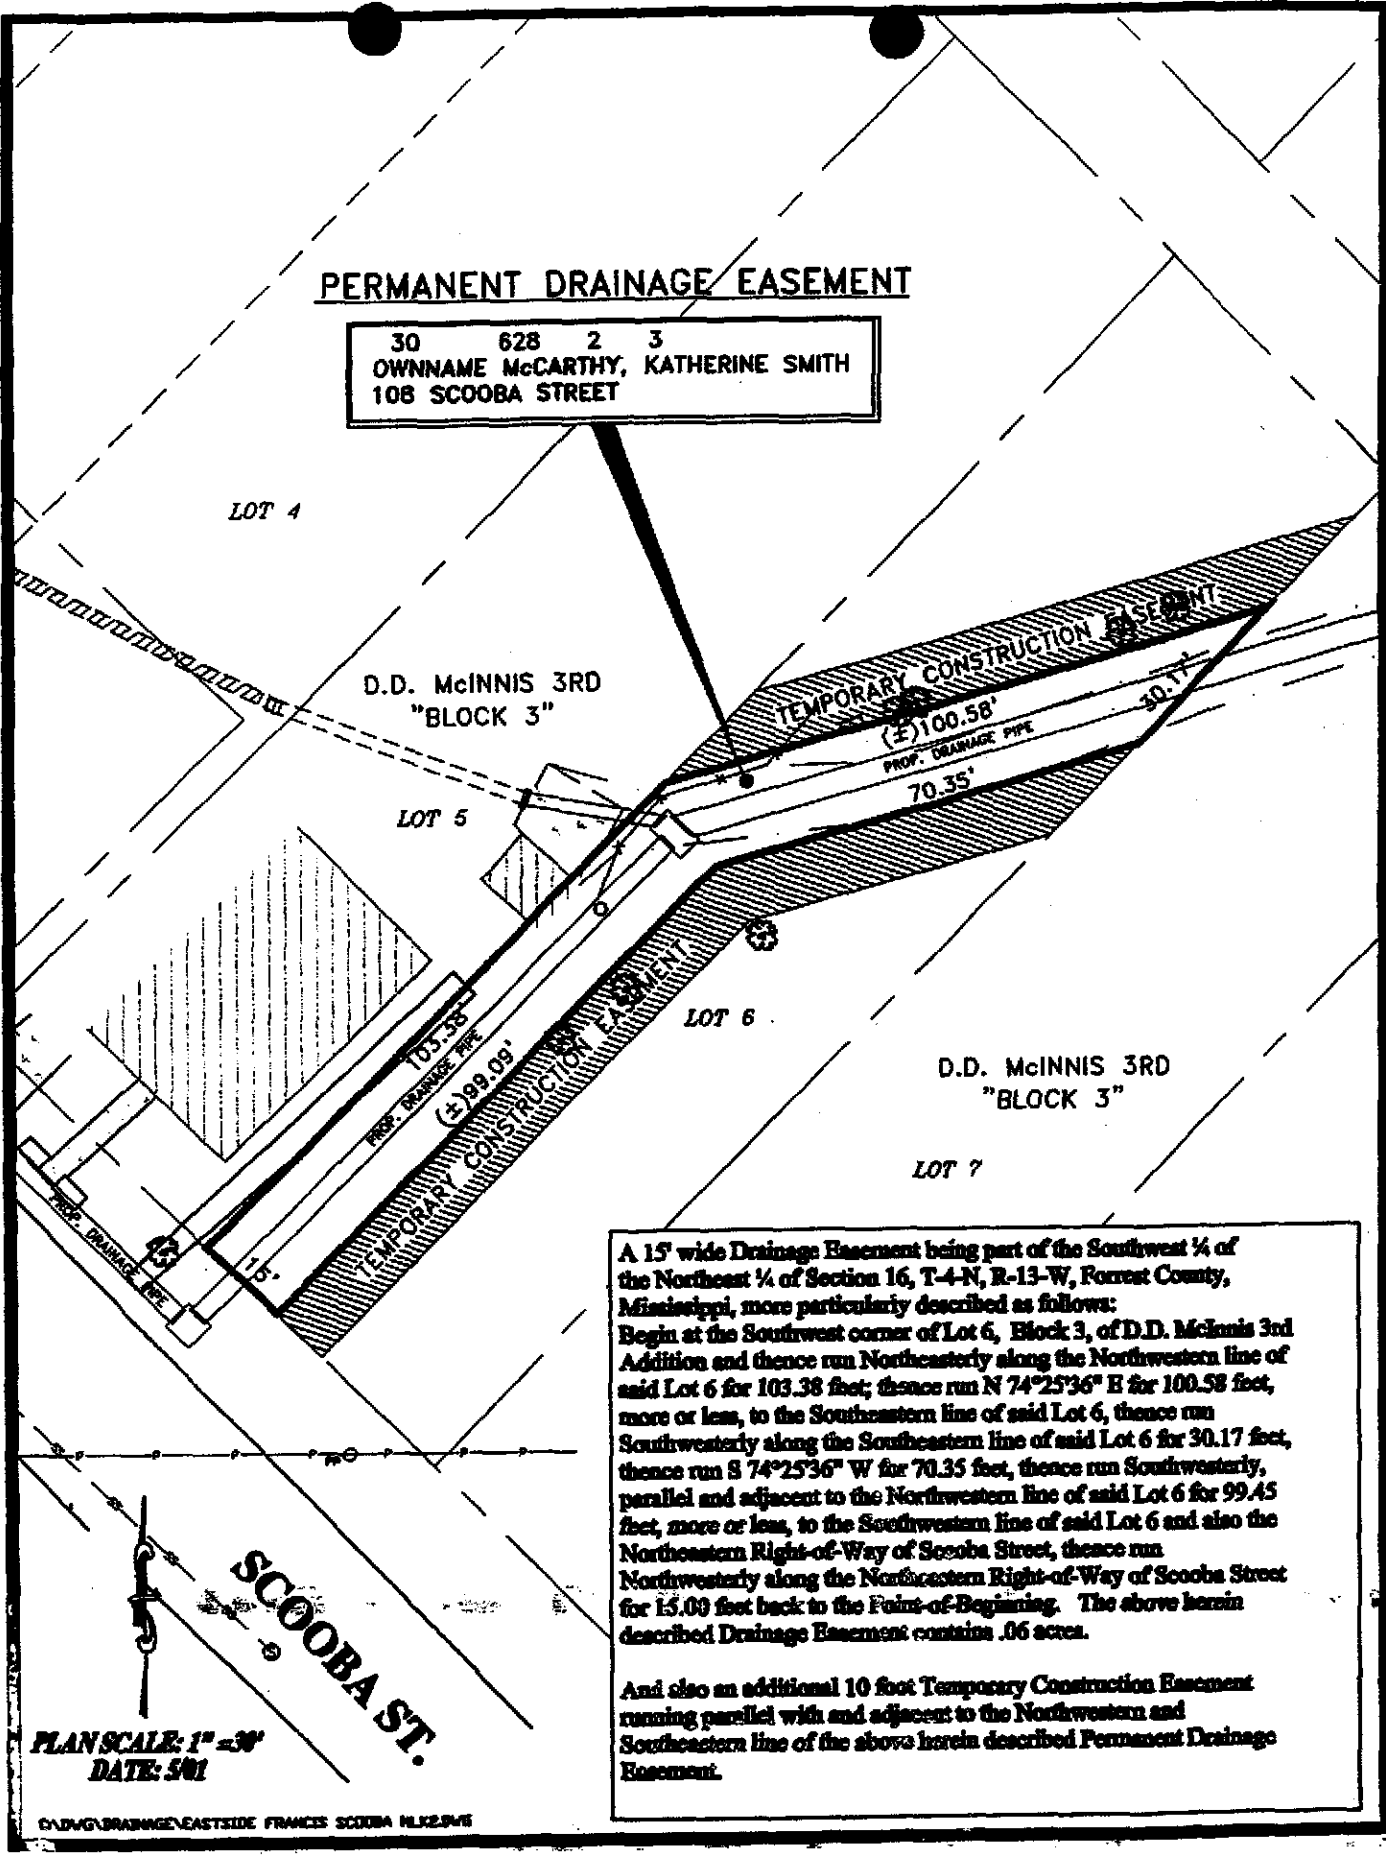 PERMANENT DRAINAGE EASEMENT
30 628 2 3
OWNNAME McCARTHY, KATHERINE SMITH
108 SCOOBA STREET
LOT 4
D.D. McINNIS 3RD
"BLOCK 3"
LOT 5
TEMPORARY CONSTRUCTION EASEMENT
(±)100.58'
PROP. DRAINAGE PIPE
70.35'
30.17'
103.38'
PROP. DRAINAGE PIPE
(±)99.09'
TEMPORARY CONSTRUCTION EASEMENT
LOT 6
D.D. McINNIS 3RD
"BLOCK 3"
LOT 7
PROP. DRAINAGE PIPE
15'
A 15' wide Drainage Easement being part of the Southwest ¼ of
the Northeast ¼ of Section 16, T-4-N, R-13-W, Forrest County,
Mississippi, more particularly described as follows:
Begin at the Southwest corner of Lot 6, Block 3, of D.D. McInnis 3rd
Addition and thence run Northeasterly along the Northwestern line of
said Lot 6 for 103.38 feet; thence run N 74°25'36" E for 100.58 feet,
more or less, to the Southeastern line of said Lot 6, thence run
Southwesterly along the Southeastern line of said Lot 6 for 30.17 feet,
thence run S 74°25'36" W for 70.35 feet, thence run Southwesterly,
parallel and adjacent to the Northwestern line of said Lot 6 for 99.45
feet, more or less, to the Southwestern line of said Lot 6 and also the
Northeastern Right-of-Way of Scooba Street, thence run
Northwesterly along the Northeastern Right-of-Way of Scooba Street
for 15.00 feet back to the Point-of-Beginning. The above herein
described Drainage Easement contains .06 acres.
And also an additional 10 foot Temporary Construction Easement
running parallel with and adjacent to the Northwestern and
Southeastern line of the above herein described Permanent Drainage
Easement.
P P P PP P P P
S
SCOOBA ST.
PLAN SCALE: 1" =30'
DATE: 5/01
C:\DWG\DRAINAGE\EASTSIDE FRANCIS SCOOBA MLK2.DWG